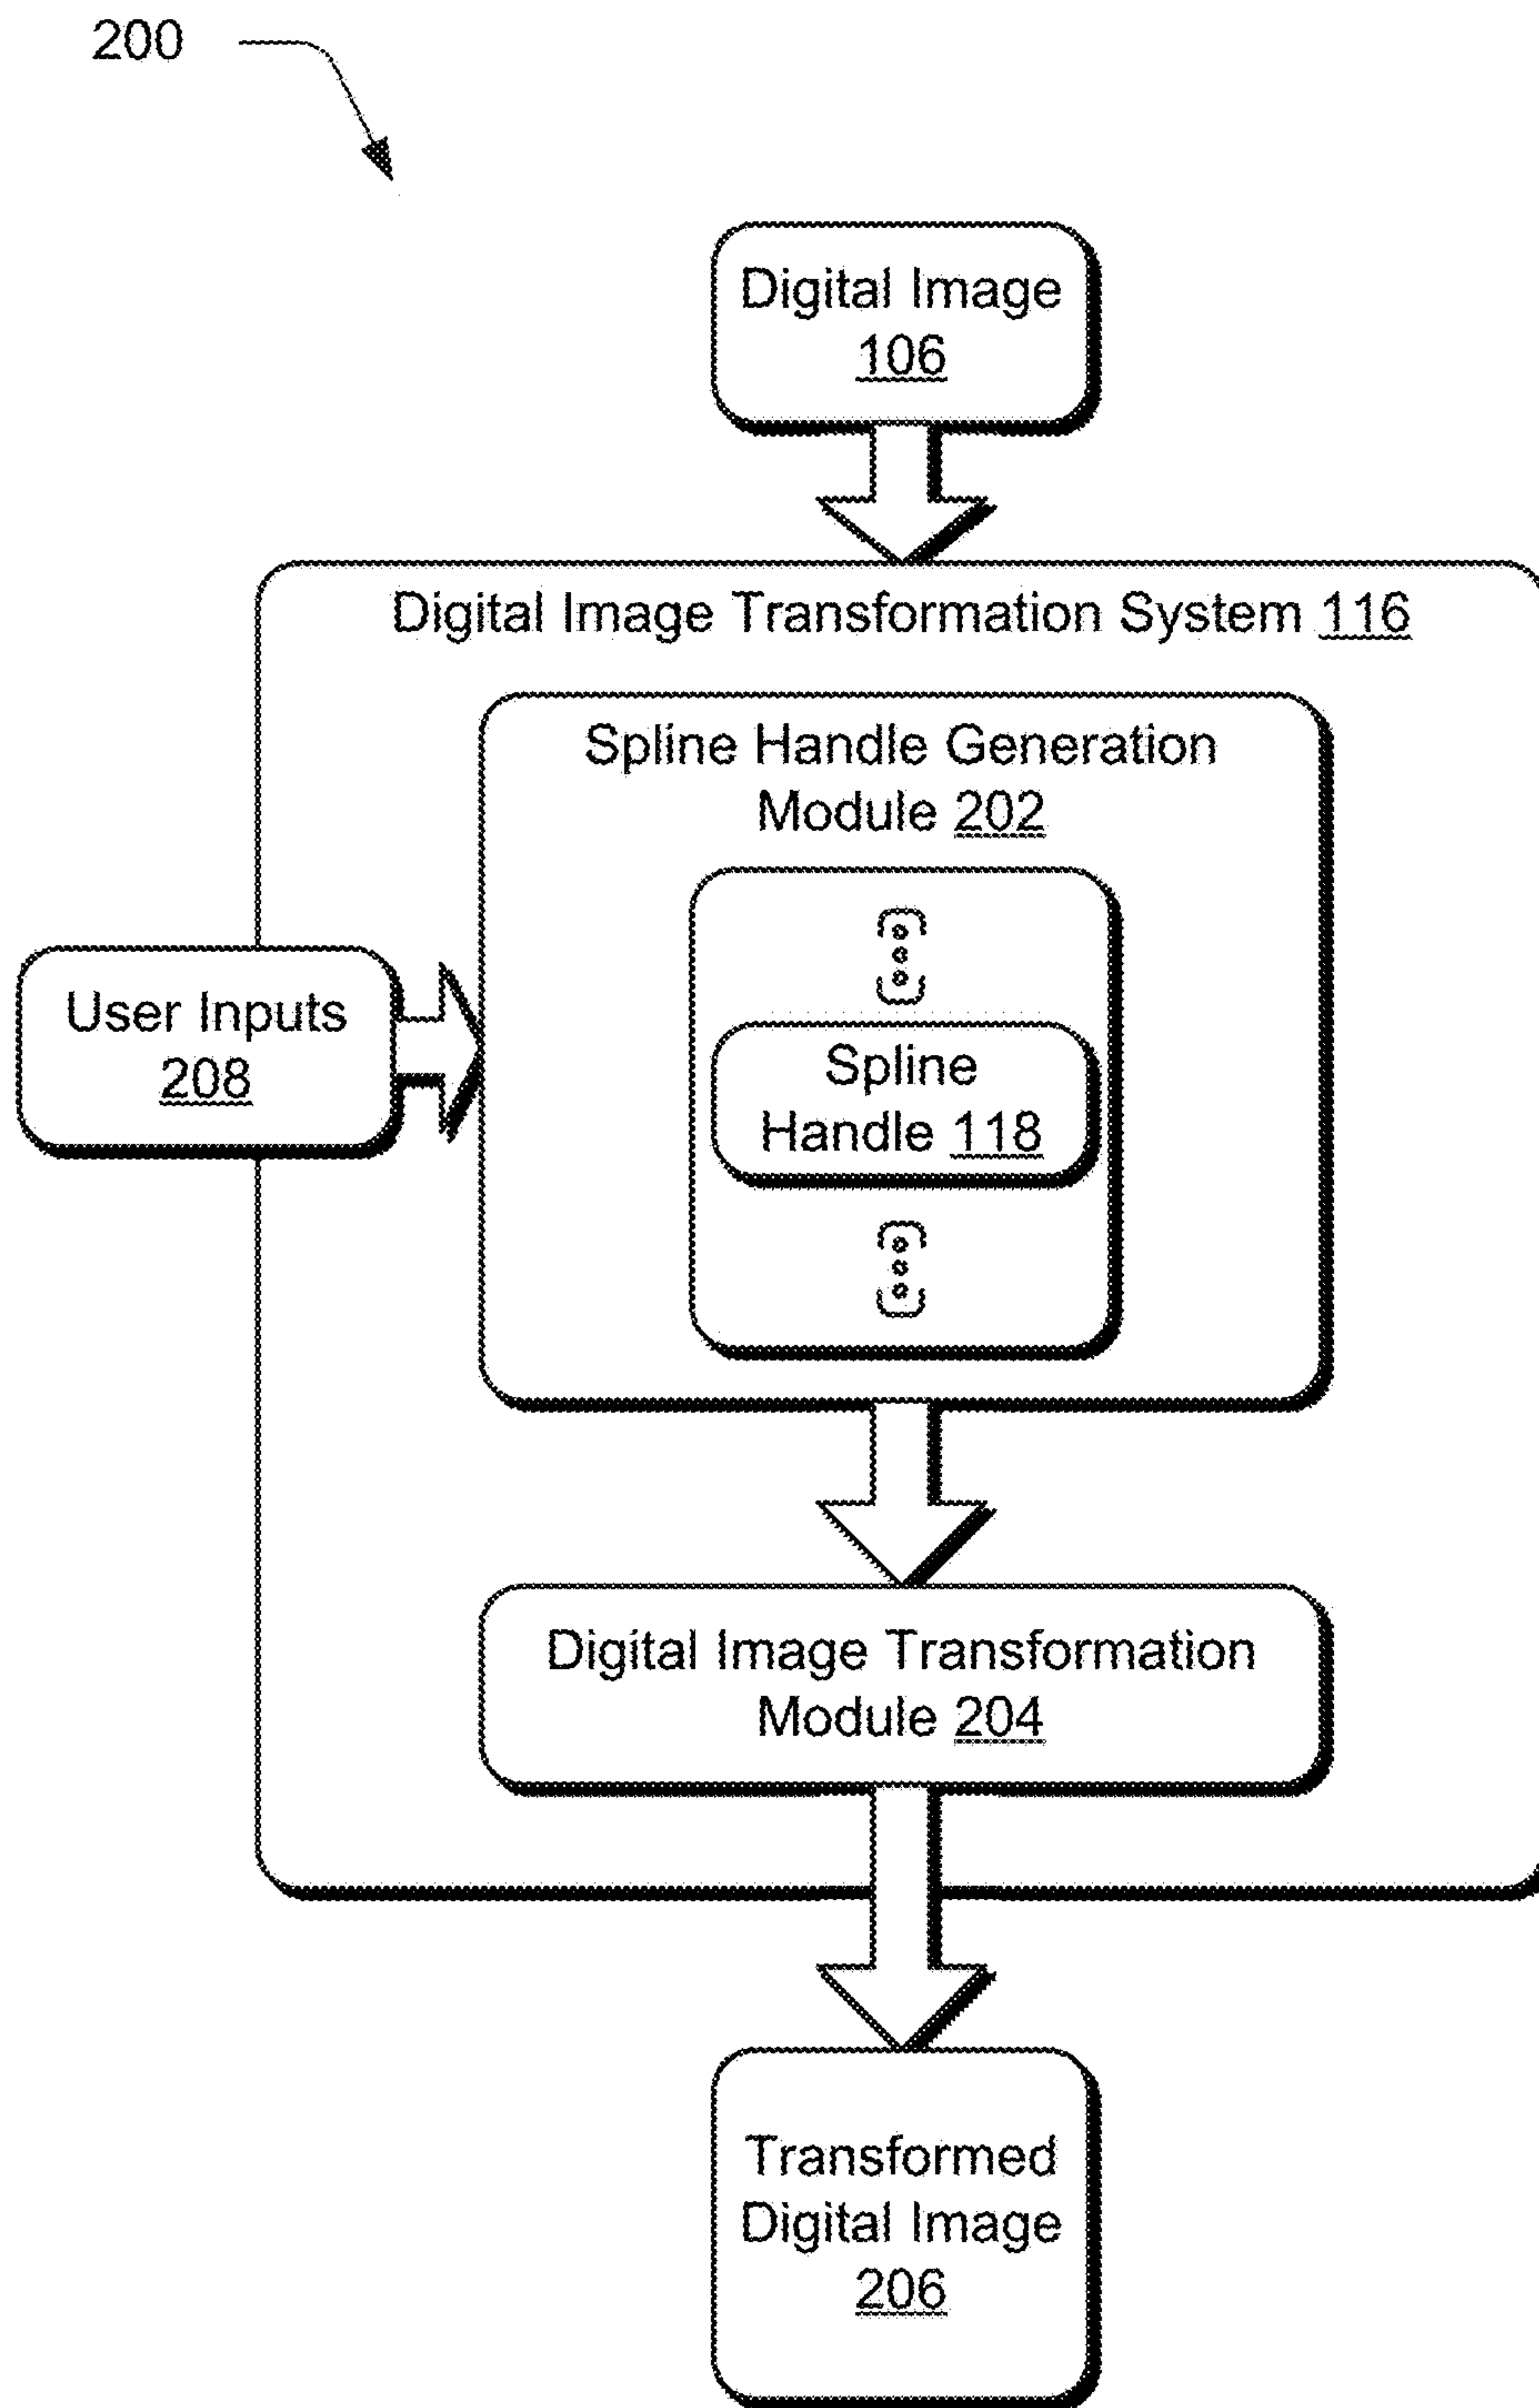 200
Digital Image
106
Digital Image Transformation System 116
Spline Handle Generation
Module 202
User Inputs
208
Spline
Handle 118
Digital Image Transformation
Module 204
Transformed
Digital Image
206